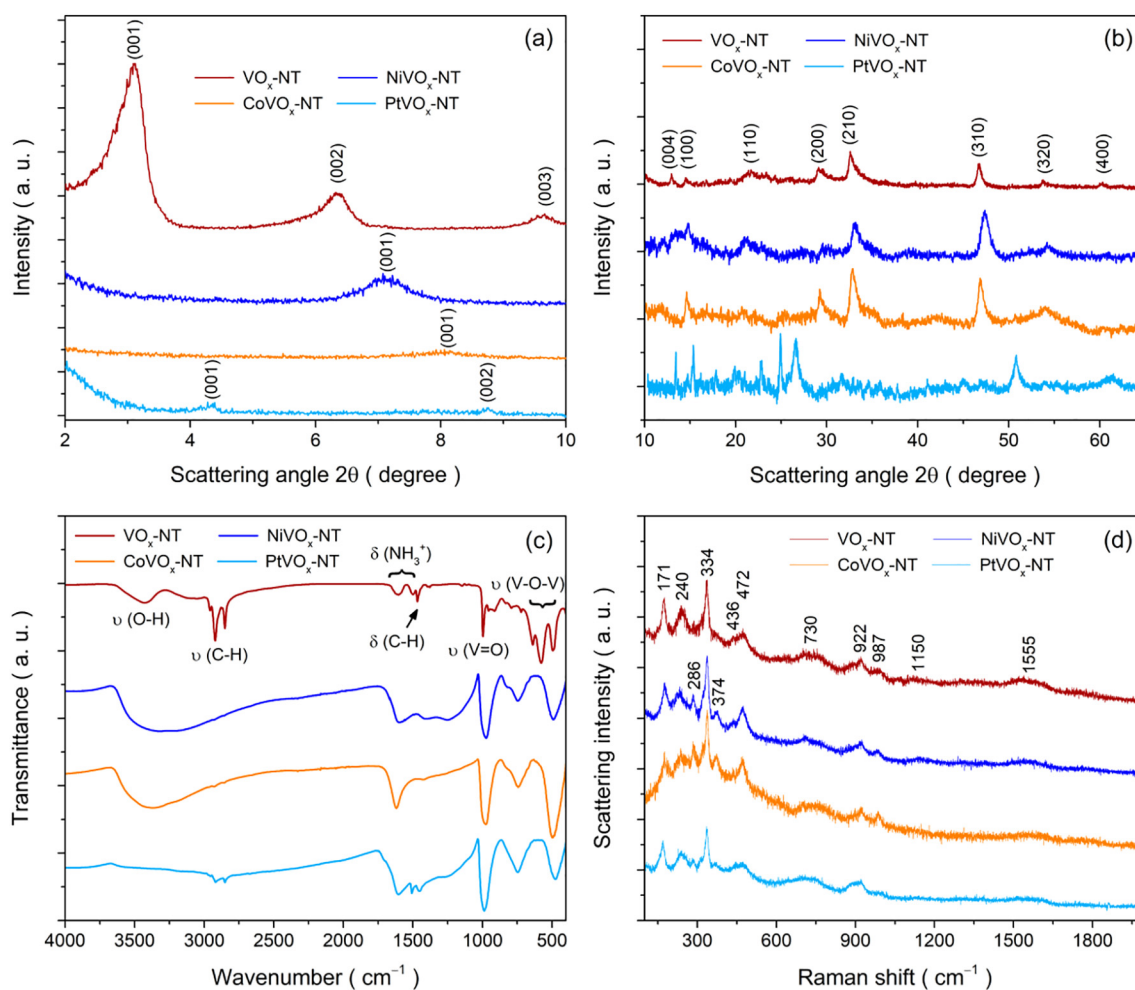 (a)
(001)
VOₓ-NT
NiVOₓ-NT
CoVOₓ-NT
PtVOₓ-NT
(002)
(003)
(001)
(001)
(001)
(002)
Intensity ( a. u. )
2 4 6 8 10
Scattering angle 2θ ( degree )
(b)
VOₓ-NT
NiVOₓ-NT
CoVOₓ-NT
PtVOₓ-NT
(004)
(100)
(110)
(200)
(210)
(310)
(320)
(400)
Intensity ( a. u. )
10 20 30 40 50 60
Scattering angle 2θ ( degree )
(c)
VOₓ-NT
NiVOₓ-NT
CoVOₓ-NT
PtVOₓ-NT
δ (NH₃⁺)
υ (V-O-V)
υ (O-H)
υ (C-H)
δ (C-H)
υ (V=O)
Transmittance ( a. u. )
4000 3500 3000 2500 2000 1500 1000 500
Wavenumber ( cm⁻¹ )
(d)
VOₓ-NT
NiVOₓ-NT
CoVOₓ-NT
PtVOₓ-NT
171
240
334
436
472
730
922
987
1150
1555
286
374
Scattering intensity ( a. u. )
300 600 900 1200 1500 1800
Raman shift ( cm⁻¹ )